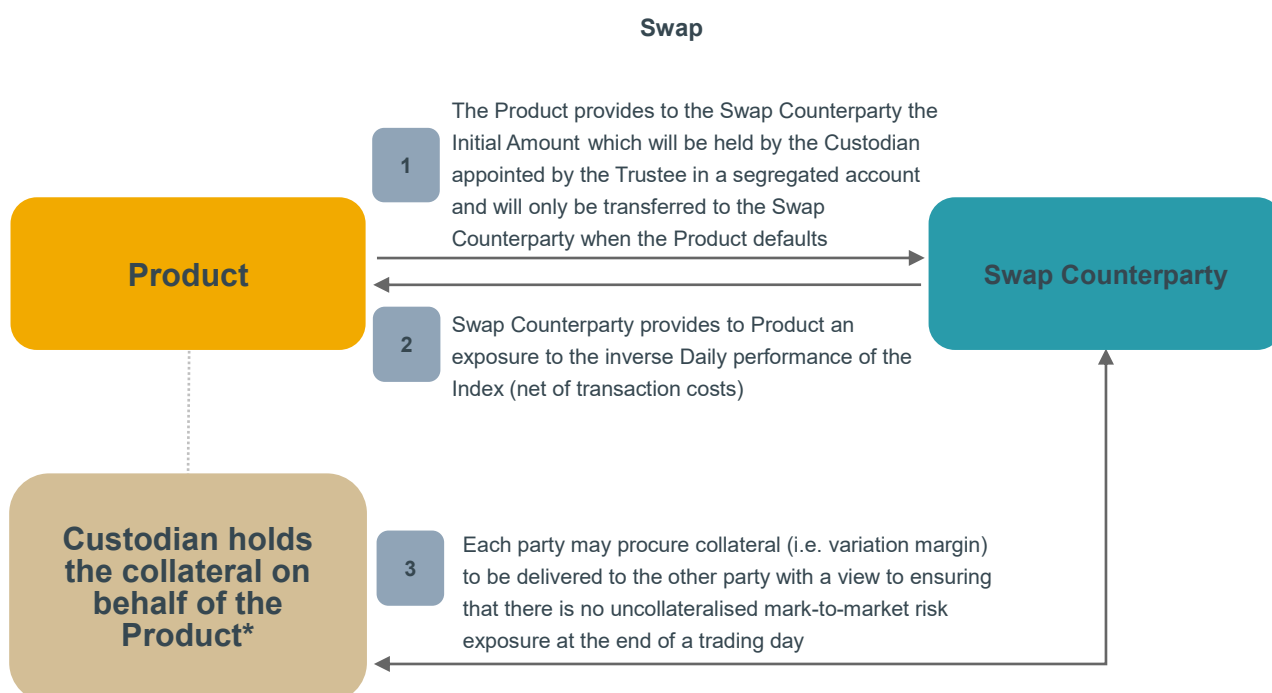 Swap
1
The Product provides to the Swap Counterparty the
Initial Amount which will be held by the Custodian
appointed by the Trustee in a segregated account
and will only be transferred to the Swap
Counterparty when the Product defaults
Product
Swap Counterparty
2
Swap Counterparty provides to Product an
exposure to the inverse Daily performance of the
Index (net of transaction costs)
Custodian holds
the collateral on
behalf of the
Product*
3
Each party may procure collateral (i.e. variation margin)
to be delivered to the other party with a view to ensuring
that there is no uncollateralised mark-to-market risk
exposure at the end of a trading day